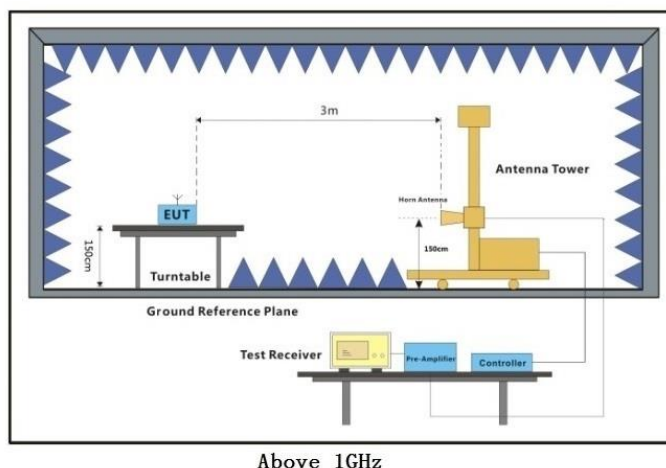 3m
Antenna Tower
Horn Antenna
EUT
150cm
150cm
Turntable
Ground Reference Plane
Test Receiver
Pre-Amplifier
Controller
Above 1GHz